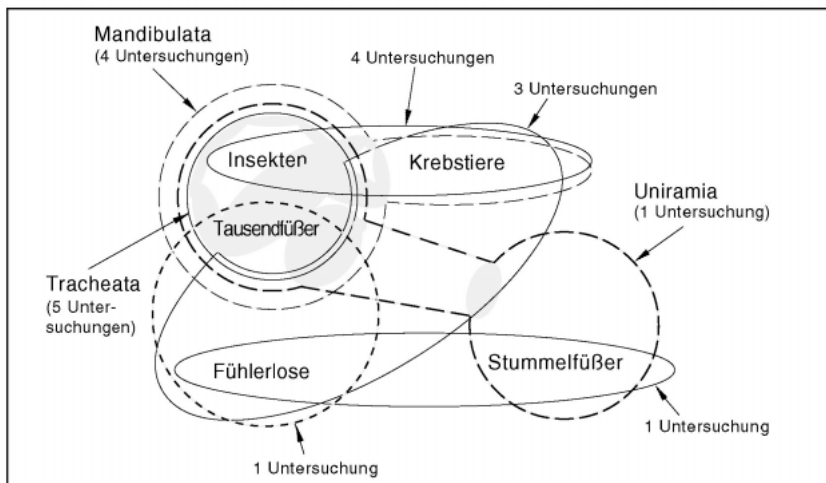 Mandibulata
(4 Untersuchungen)
4 Untersuchungen
3 Untersuchungen
Insekten
Krebstiere
Uniramia
(1 Untersuchung)
Tausendfüßer
Tracheata
(5 Unter-
suchungen)
Fühlerlose
Stummelfüßer
1 Untersuchung
1 Untersuchung